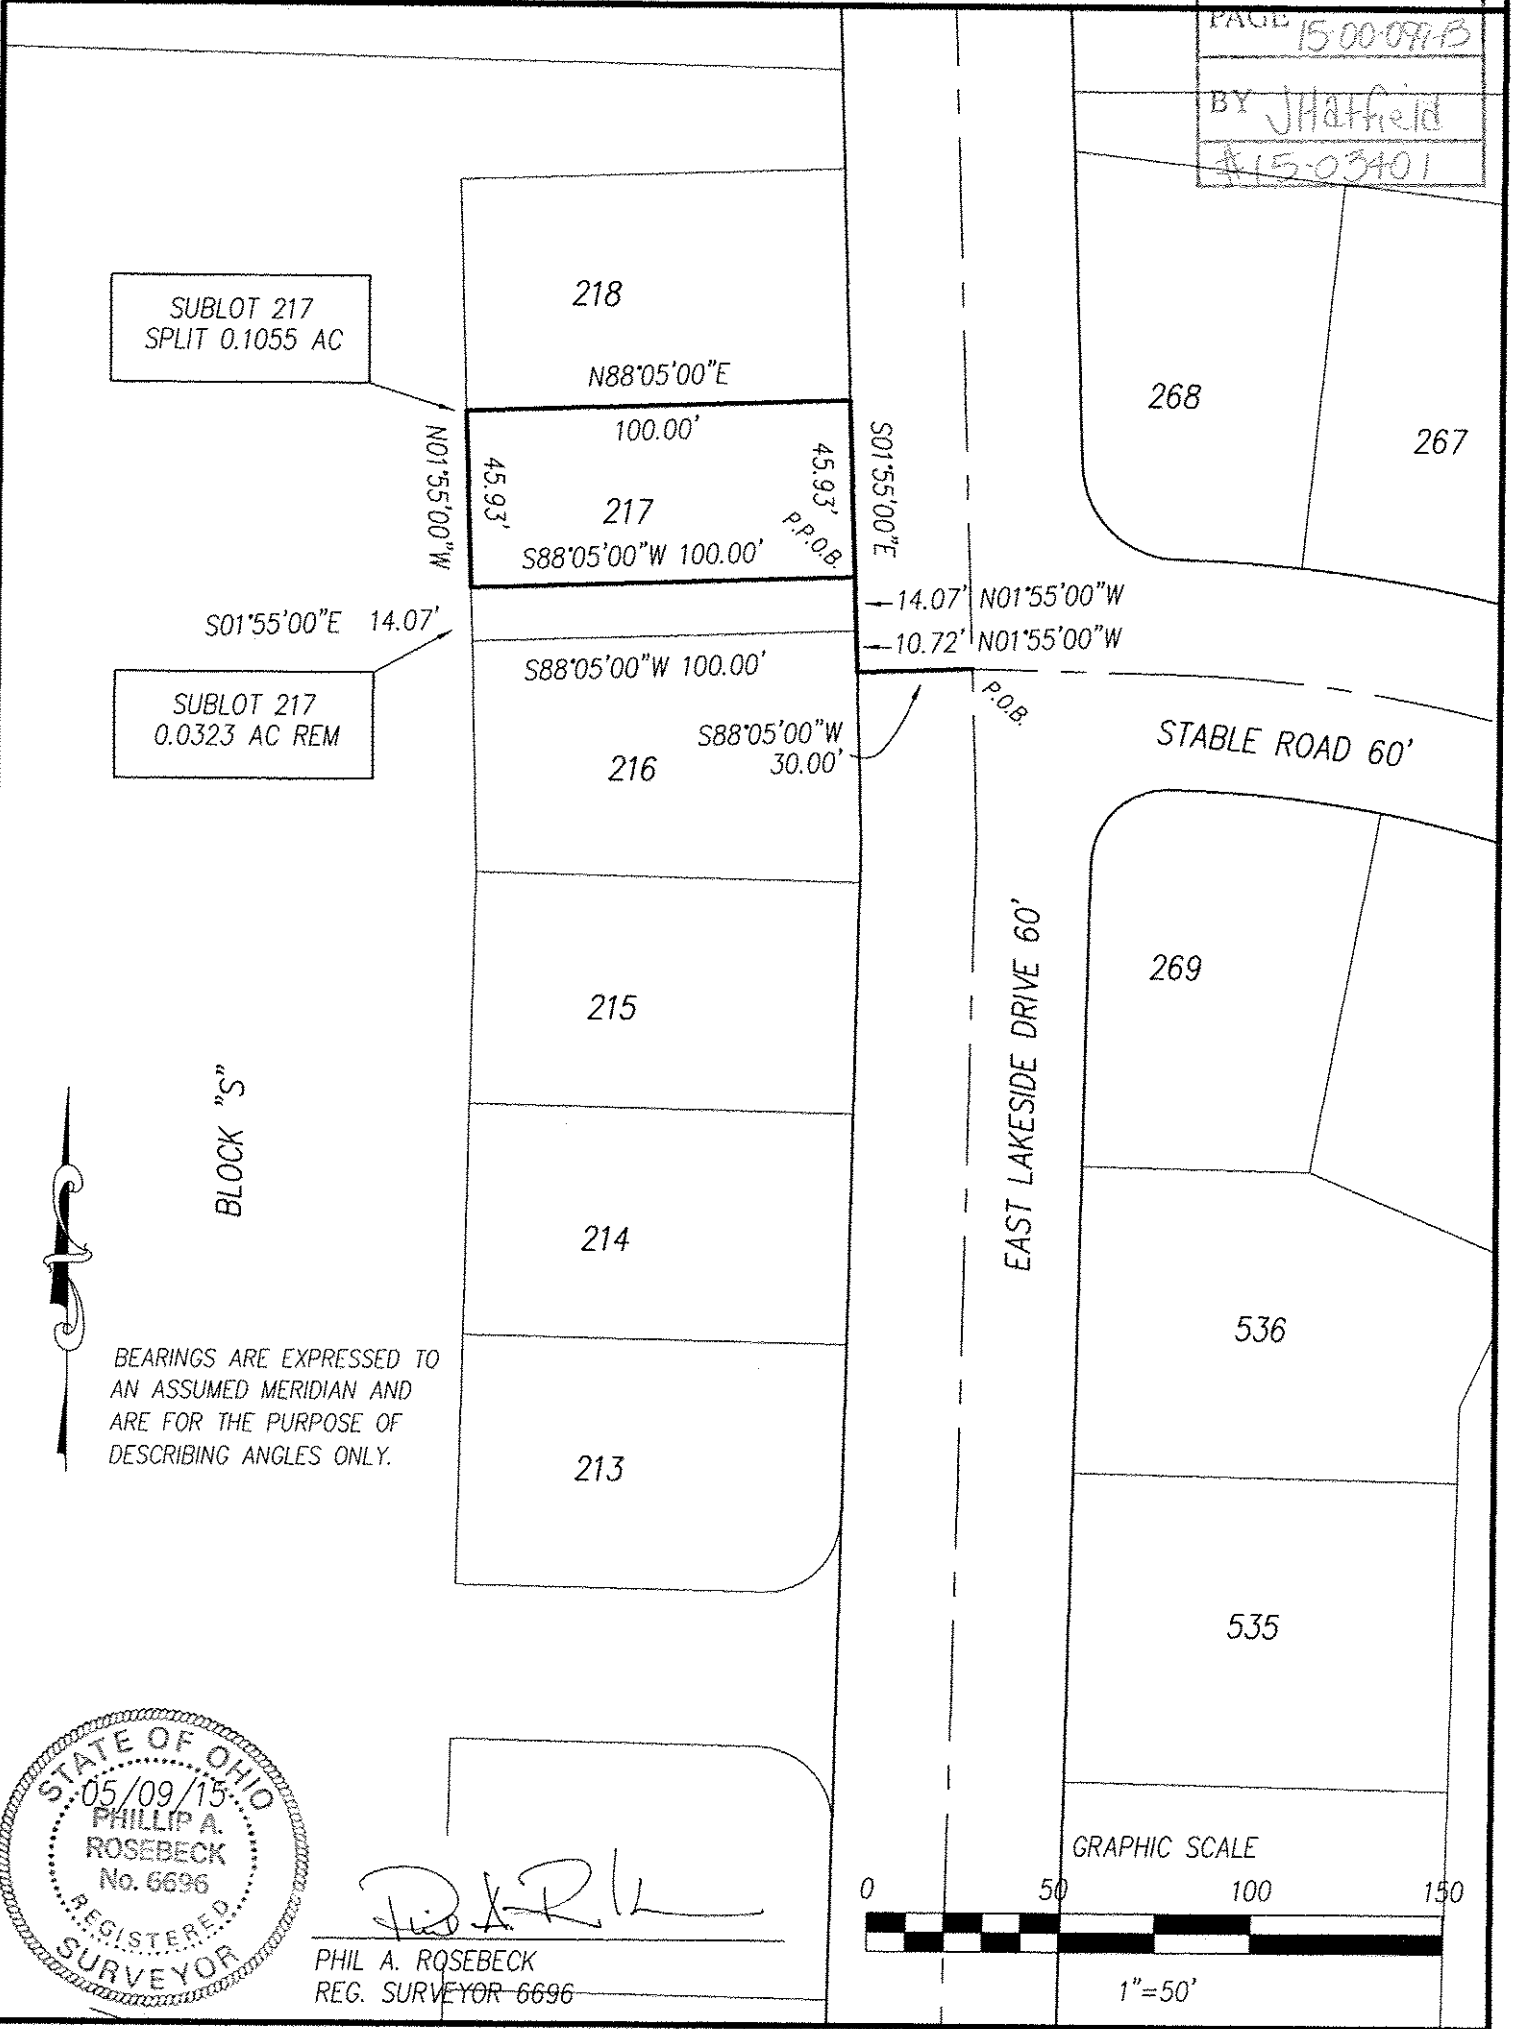 PAGE 15-00-099-B
BY JHatfield
#15-03401
SUBLOT 217
SPLIT 0.1055 AC
218
N88°05'00"E
100.00'
N01°55'00"W
45.93'
217
45.93'
P.P.O.B.
S01°55'00"E
S88°05'00"W 100.00'
268
267
S01°55'00"E 14.07'
14.07' N01°55'00"W
10.72' N01°55'00"W
S88°05'00"W 100.00'
SUBLOT 217
0.0323 AC REM
S88°05'00"W
30.00'
216
P.O.B.
STABLE ROAD 60'
EAST LAKESIDE DRIVE 60'
269
215
BLOCK "S"
214
536
BEARINGS ARE EXPRESSED TO
AN ASSUMED MERIDIAN AND
ARE FOR THE PURPOSE OF
DESCRIBING ANGLES ONLY.
213
535
STATE OF OHIO
05/09/15
PHILLIP A.
ROSEBECK
No. 6696
REGISTERED
SURVEYOR
PHIL A. ROSEBECK
REG. SURVEYOR 6696
GRAPHIC SCALE
0 50 100 150
1"=50'